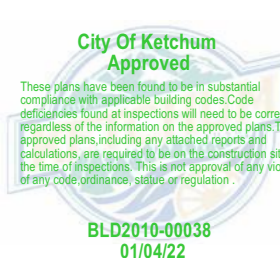 City Of Ketchum
Approved
These plans have been found to be in substantial
compliance with applicable building codes.Code
deficiencies found at inspections will need to be corre
regardless of the information on the approved plans.T
approved plans,including any attached reports and
calculations, are required to be on the construction sit
the time of inspections. This is not approval of any vio
of any code,ordinance, statue or regulation .
BLD2010-00038
01/04/22